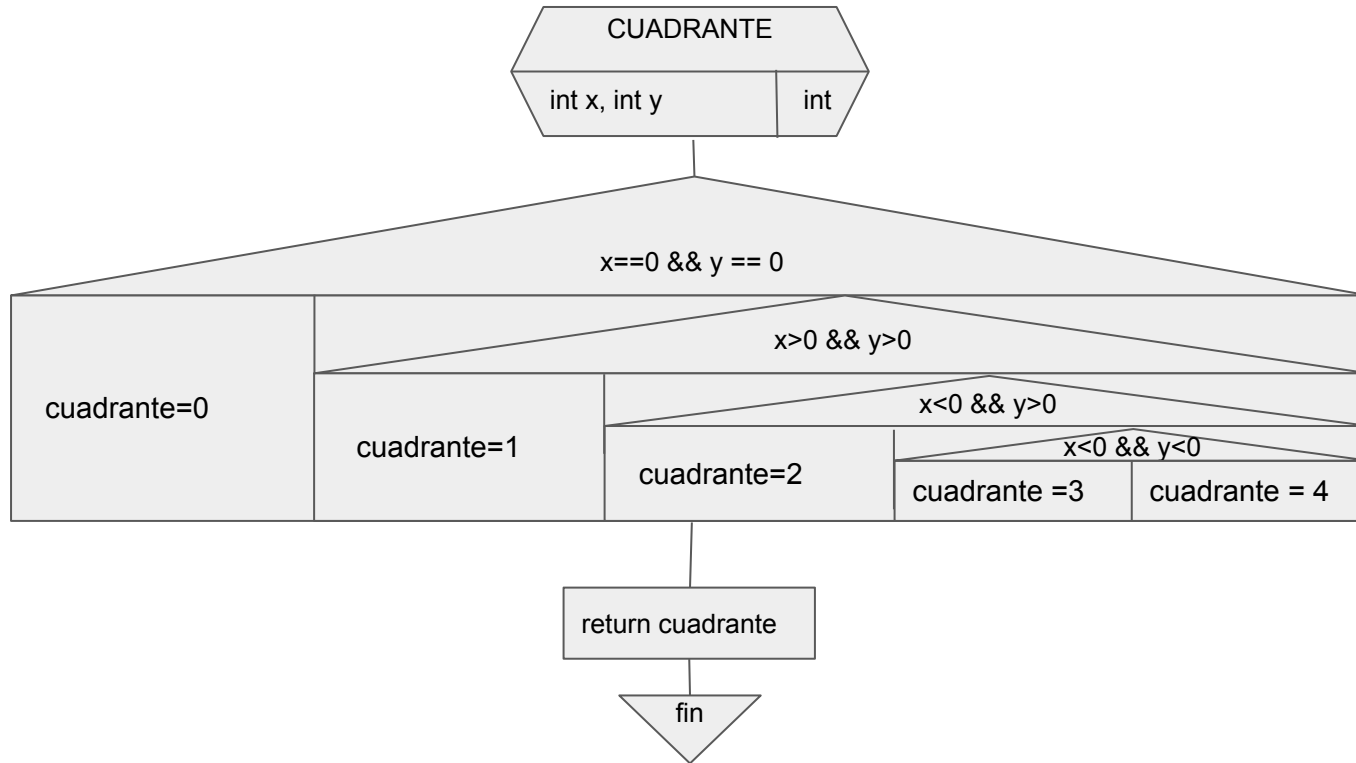 CUADRANTE
int x, int y
int
x==0 && y == 0
x>0 && y>0
x<0 && y>0
x<0 && y<0
cuadrante=0
cuadrante=1
cuadrante=2
cuadrante =3
cuadrante = 4
return cuadrante
fin